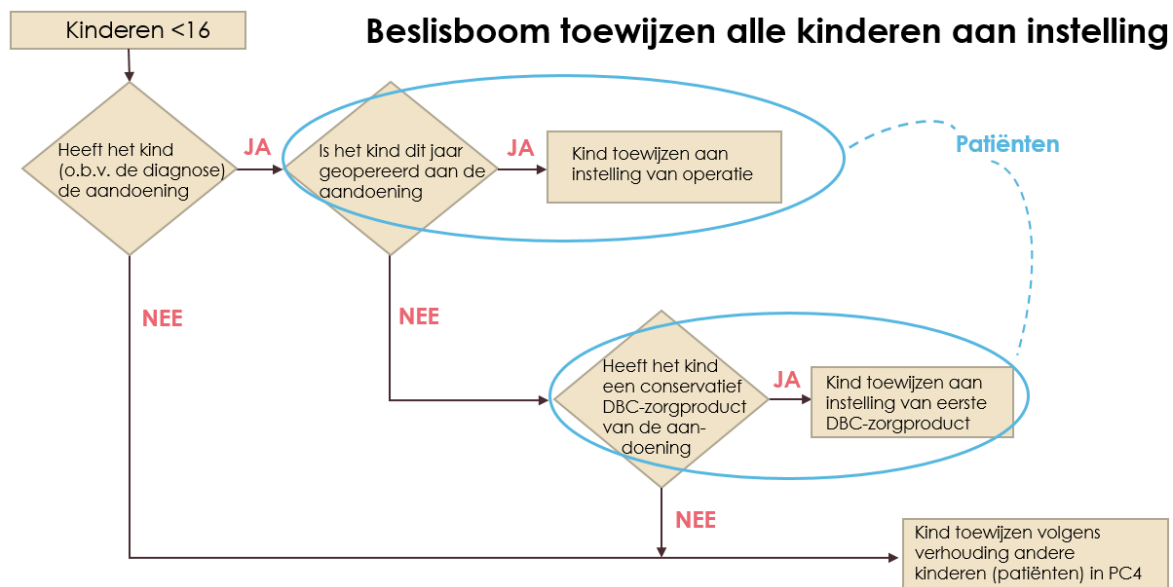 Kinderen <16
Beslisboom toewijzen alle kinderen aan instelling
Heeft het kind
(o.b.v. de diagnose)
de aandoening
JA
Is het kind dit jaar
geopereerd aan de
aandoening
JA
Kind toewijzen aan
instelling van operatie
Patiënten
NEE
NEE
Heeft het kind
een conservatief
DBC-zorgproduct
van de aan-
doening
JA
Kind toewijzen aan
instelling van eerste
DBC-zorgproduct
NEE
Kind toewijzen volgens
verhouding andere
kinderen (patiënten) in PC4